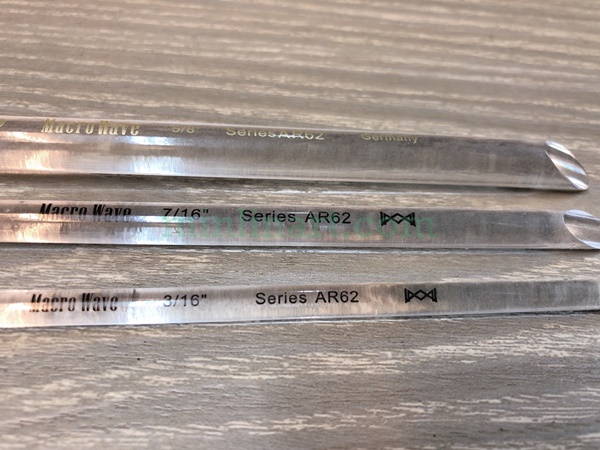 Macro Wave 5/8" Series AR62 Germany
Macro Wave 7/16" Series AR62
Macro Wave 3/16" Series AR62